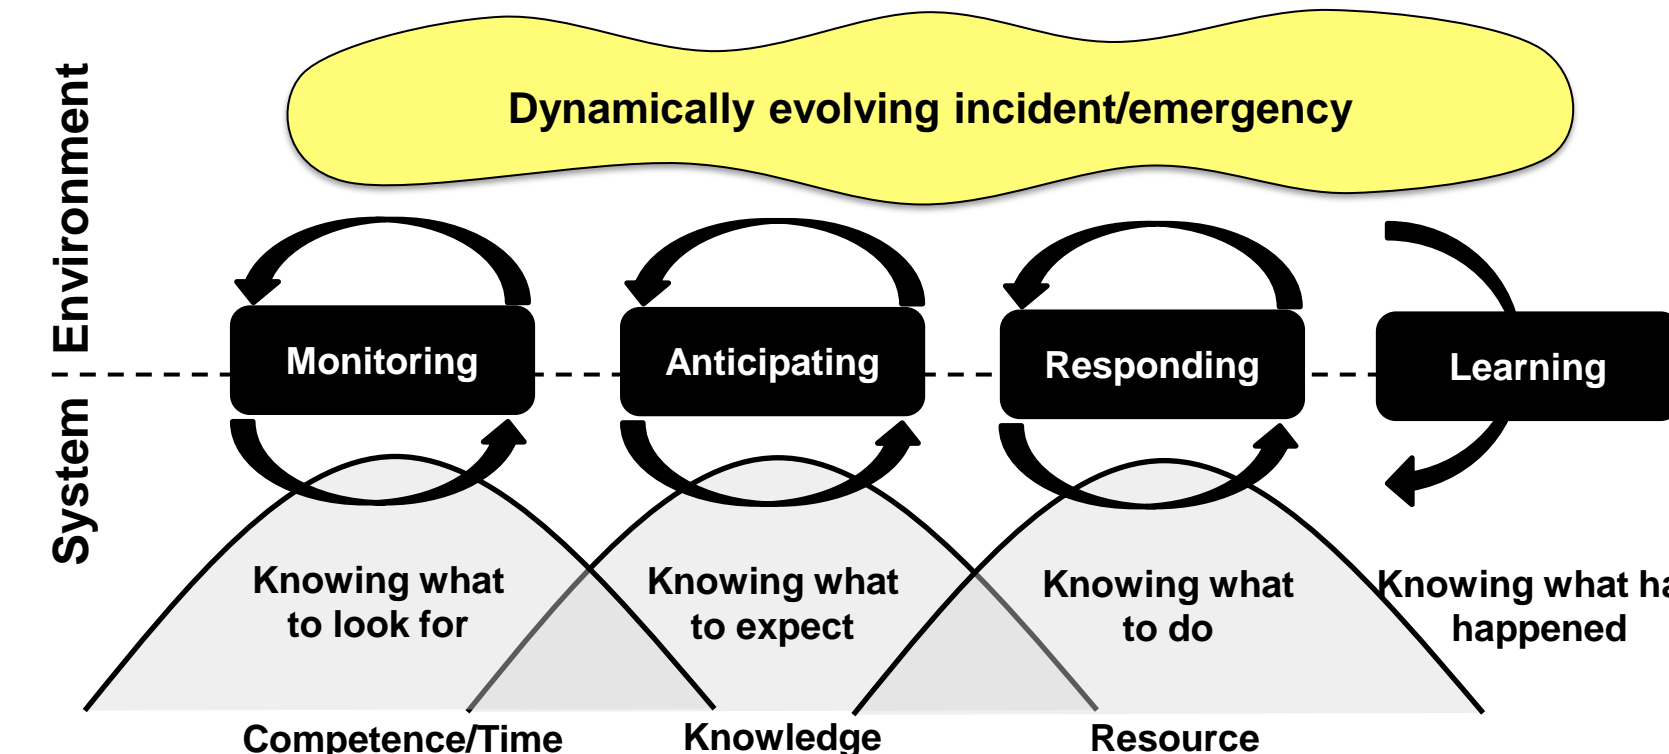 Environment
System
Dynamically evolving incident/emergency
Monitoring
Anticipating
Responding
Learning
Knowing what
to look for
Knowing what
to expect
Knowing what
to do
Knowing what ha
happened
Competence/Time
Knowledge
Resource